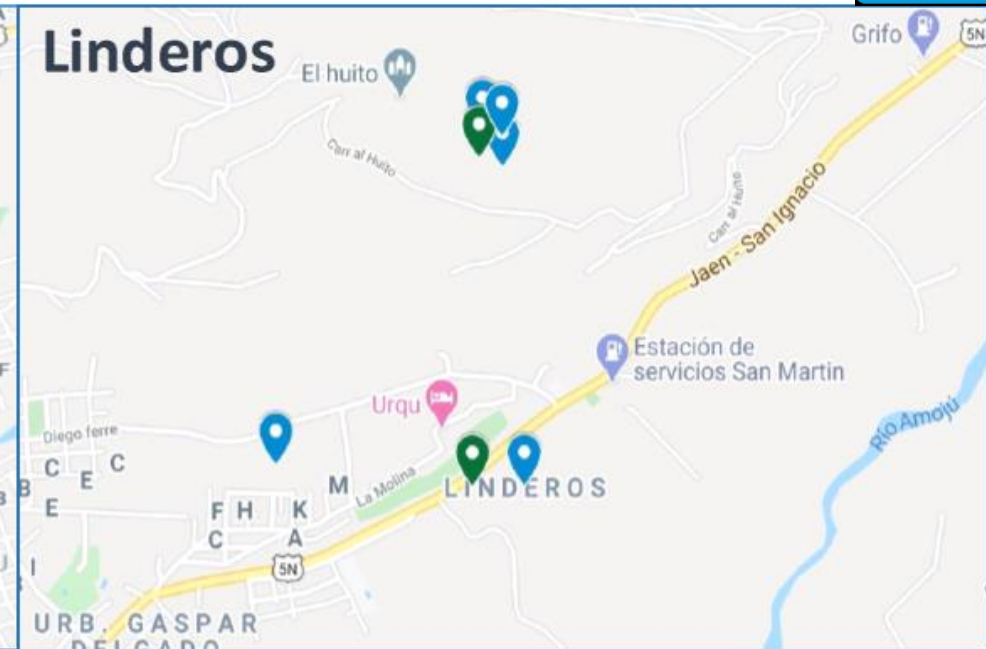 Linderos
El huito
Grifo
5N
Carr al Huito
Carr al Huito
Jaen - San Ignacio
Estación de
servicios San Martin
Urqu
Río Amojú
Diego ferre
C E C
B E
M
La Molina
LINDEROS
F H K
C A
5N
I
URB. GASPAR
DELGADO
F